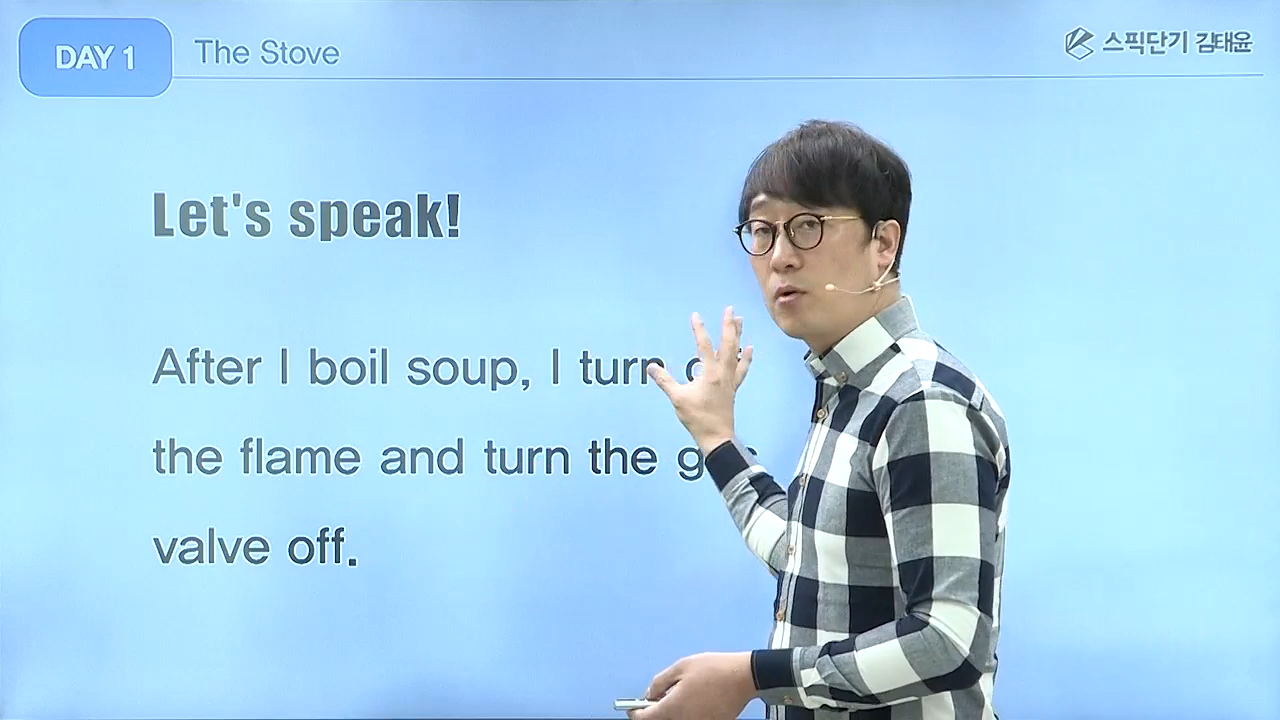 DAY 1
The Stove
스픽단기 김태윤
Let's speak!
After I boil soup, I turn
the flame and turn the
valve off.